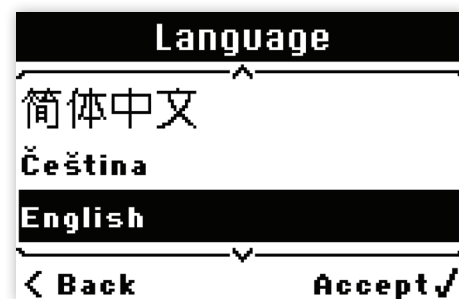 Language
简体中文
Čeština
English
< Back Accept✓